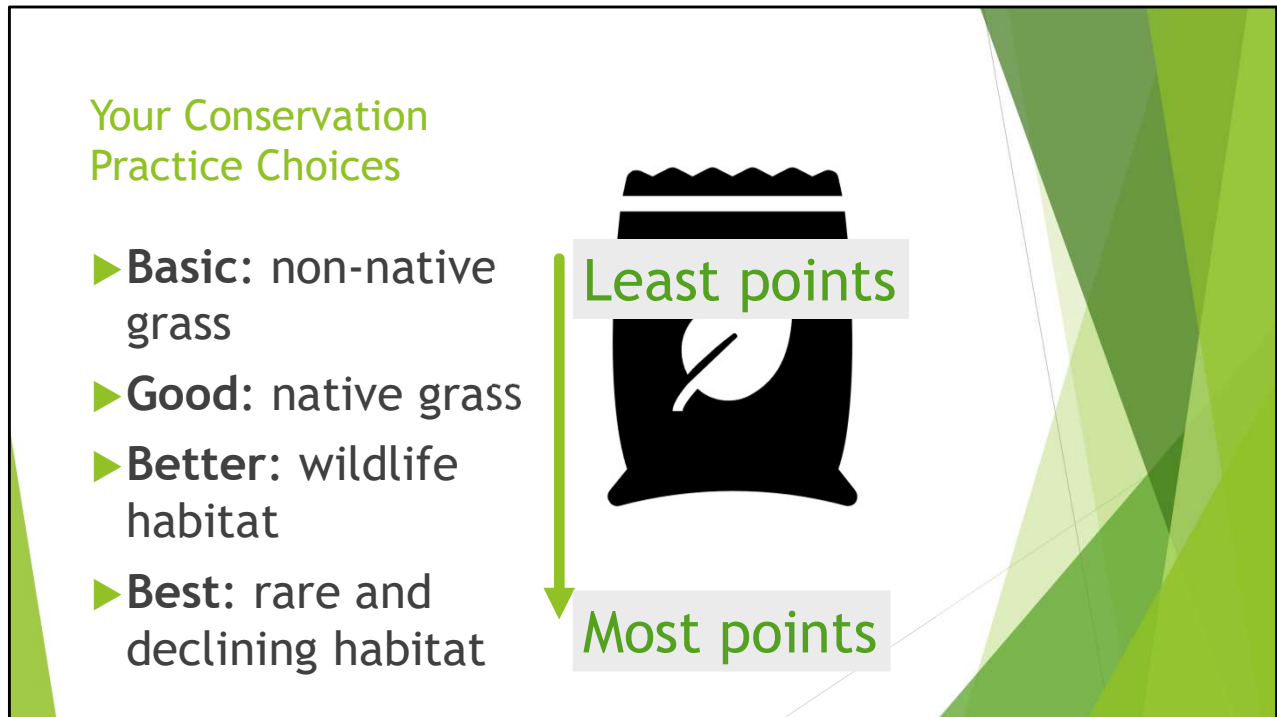 Your Conservation
Practice Choices
Basic: non-native
grass
Good: native grass
Better: wildlife
habitat
Best: rare and
declining habitat
Least points
Most points